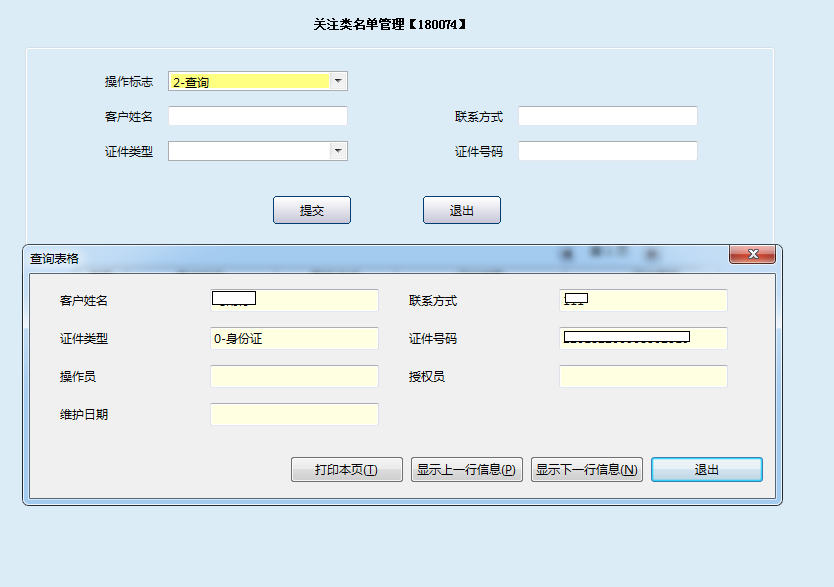 关注类名单管理【180074】
操作标志 2-查询
客户姓名 联系方式
证件类型 证件号码
提交 退出
查询表格
客户姓名 联系方式
证件类型 0-身份证 证件号码
操作员 授权员
维护日期
打印本页(T) 显示上一行信息(P) 显示下一行信息(N) 退出